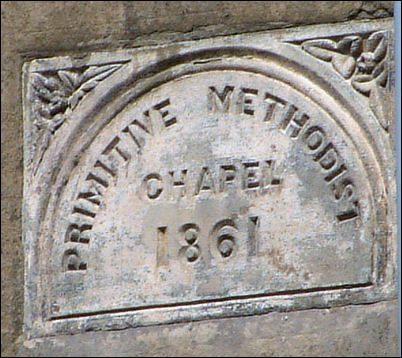 PRIMITIVE METHODIST
CHAPEL
1861